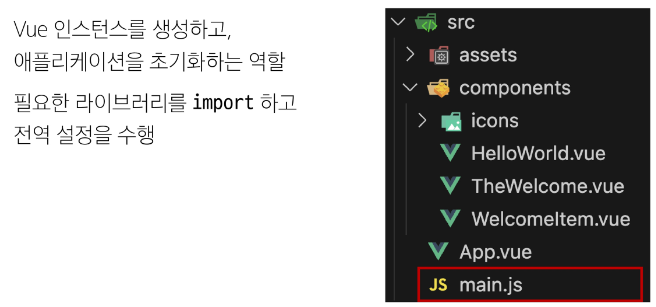 Vue 인스턴스를 생성하고,
애플리케이션을 초기화하는 역할
필요한 라이브러리를 import 하고
전역 설정을 수행
src
assets
components
icons
HelloWorld.vue
TheWelcome.vue
WelcomeItem.vue
App.vue
JS main.js